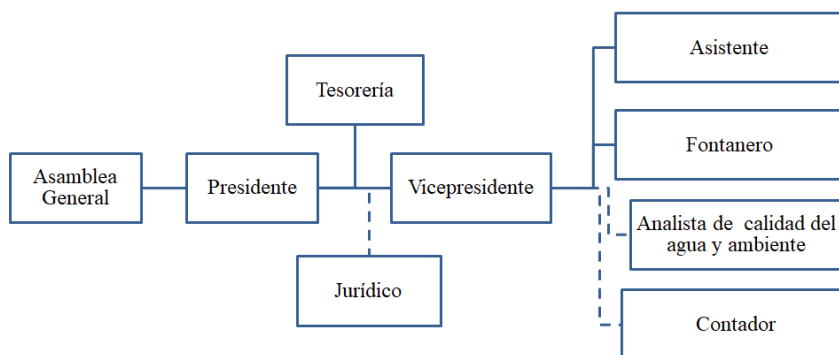 Asistente
Tesorería
Fontanero
Asamblea
General
Presidente
Vicepresidente
Analista de calidad del
agua y ambiente
Jurídico
Contador